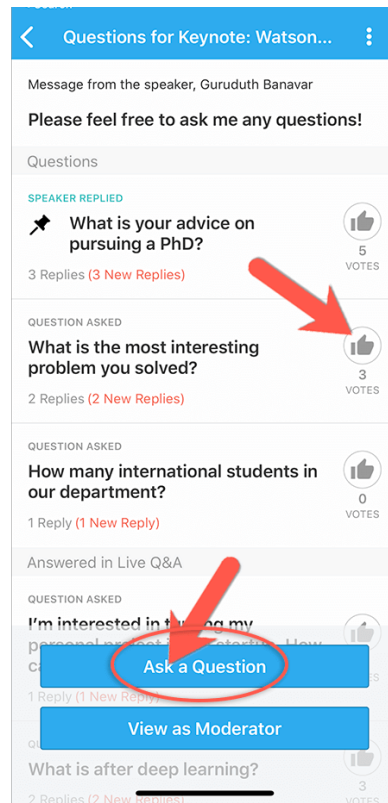 Questions for Keynote: Watson...
Message from the speaker, Guruduth Banavar
Please feel free to ask me any questions!
Questions
SPEAKER REPLIED
What is your advice on
pursuing a PhD?
5
VOTES
3 Replies (3 New Replies)
QUESTION ASKED
What is the most interesting
problem you solved?
3
VOTES
2 Replies (2 New Replies)
QUESTION ASKED
How many international students in
our department?
0
VOTES
1 Reply (1 New Reply)
Answered in Live Q&A
QUESTION ASKED
I'm interested in my
Ask a Question
1 Reply (1 New Reply)
View as Moderator
What is after deep learning?
3
VOTES
2 Replies (2 New Replies)